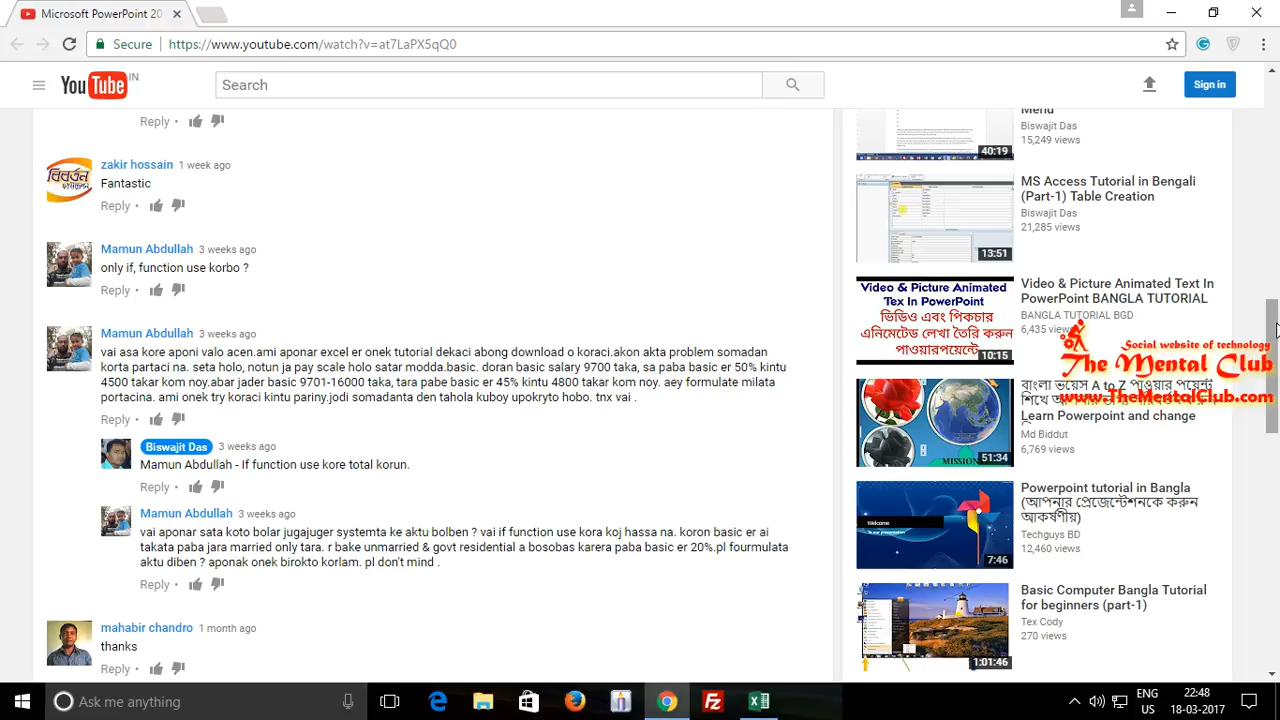 Microsoft PowerPoint 20
Secure
https://www.youtube.com/watch?v=at7LaPX5qQ0
YouTube IN
Search
Sign in
Reply •
zakir hossain 1 week ago
Fantastic
Reply •
Mamun Abdullah 3 weeks ago
only if, function use korbo ?
Reply •
Mamun Abdullah 3 weeks ago
vai asa kore aponi valo acen.ami aponar excel er onek tutorial dekaci abong download o koraci.akon akta problem somadan
korta partaci na. seta holo, notun ja pay scale holo satar modda.basic. doran basic salary 9700 taka, sa paba basic er 50% kintu
4500 takar kom noy.abar jader basic 9701-16000 taka, tara pabe basic er 45% kintu 4800 takar kom noy. aey formulate milata
portacina. ami onek try koraci kintu pariny.jodi somadanta den tahola kuboy upokryto hobo. tnx vai .
Reply •
Biswajit Das 3 weeks ago
Mamun Abdullah - If function use kore total korun.
Reply •
Mamun Abdullah 3 weeks ago
vai aponar sata koto bolar jugajuger systemta ke aktu bolben ? vai if function use kora koj hassa na. koron basic er ai
takata paba jara married only tara. r bake unmarried & govt residential a bosobas karera paba basic er 20%.pl fourmulata
aktu diben ? aponak onek birokto korlam. pl don't mind .
Reply •
mahabir chandro 1 month ago
thanks
Reply •
Menu
Biswajit Das
15,249 views
40:19
MS Access Tutorial in Bengali
(Part-1) Table Creation
Biswajit Das
21,285 views
13:51
Video & Picture Animated
Tex In PowerPoint
ভিডিও এবং পিকচার
এনিমেটেড লেখা তৈরি করুন
পাওয়ারপয়েন্টে
10:15
Video & Picture Animated Text In
PowerPoint BANGLA TUTORIAL
BANGLA TUTORIAL BGD
6,435 views
Social website of technology
The Mental Club
www.TheMentalClub.com
MISSION
51:34
বাংলা ভয়েস A to Z পাওয়ার পয়েন্ট
শিখে
Learn Powerpoint and change
Md Biddut
6,769 views
Welcome
7:46
Powerpoint tutorial in Bangla
(আপনার প্রেজেন্টেশনকে করুন
আকর্ষণীয়)
Techguys BD
12,460 views
1:01:46
Basic Computer Bangla Tutorial
for beginners (part-1)
Tex Cody
270 views
Ask me anything
ENG
US
22:48
18-03-2017